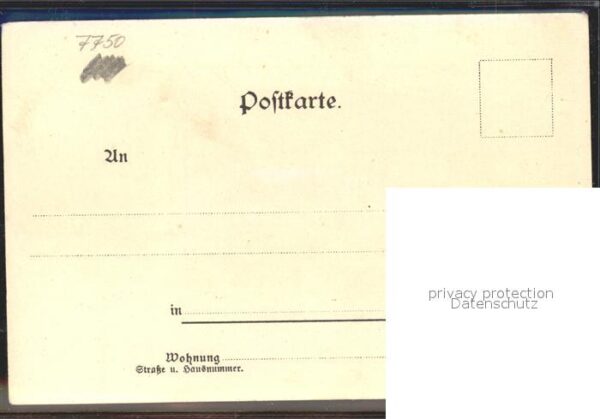 7750
Poſtkarte.
An
in
Wohnung
Straße u. Hausnummer.
privacy protection
Datenschutz